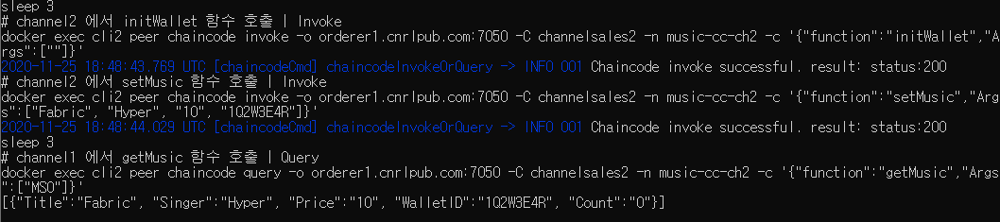 sleep 3
# channel2 에서 initWallet 함수 호출 | Invoke
docker exec cli2 peer chaincode invoke -o orderer1.cnrlpub.com:7050 -C channelsales2 -n music-cc-ch2 -c '{"function":"initWallet","A
rgs":[""]}'
2020-11-25 18:48:43.769 UTC [chaincodeCmd] chaincodeInvokeOrQuery -> INFO 001 Chaincode invoke successful. result: status:200
# channel2 에서 setMusic 함수 호출 | Invoke
docker exec cli2 peer chaincode invoke -o orderer1.cnrlpub.com:7050 -C channelsales2 -n music-cc-ch2 -c '{"function":"setMusic","Arg
s":["Fabric", "Hyper", "10", "1Q2W3E4R"]}'
2020-11-25 18:48:44.029 UTC [chaincodeCmd] chaincodeInvokeOrQuery -> INFO 001 Chaincode invoke successful. result: status:200
sleep 3
# channel1 에서 getMusic 함수 호출 | Query
docker exec cli2 peer chaincode query -o orderer1.cnrlpub.com:7050 -C channelsales2 -n music-cc-ch2 -c '{"function":"getMusic","Args
":["MS0"]}'
[{"Title":"Fabric", "Singer":"Hyper", "Price":"10", "WalletID":"1Q2W3E4R", "Count":"0"}]